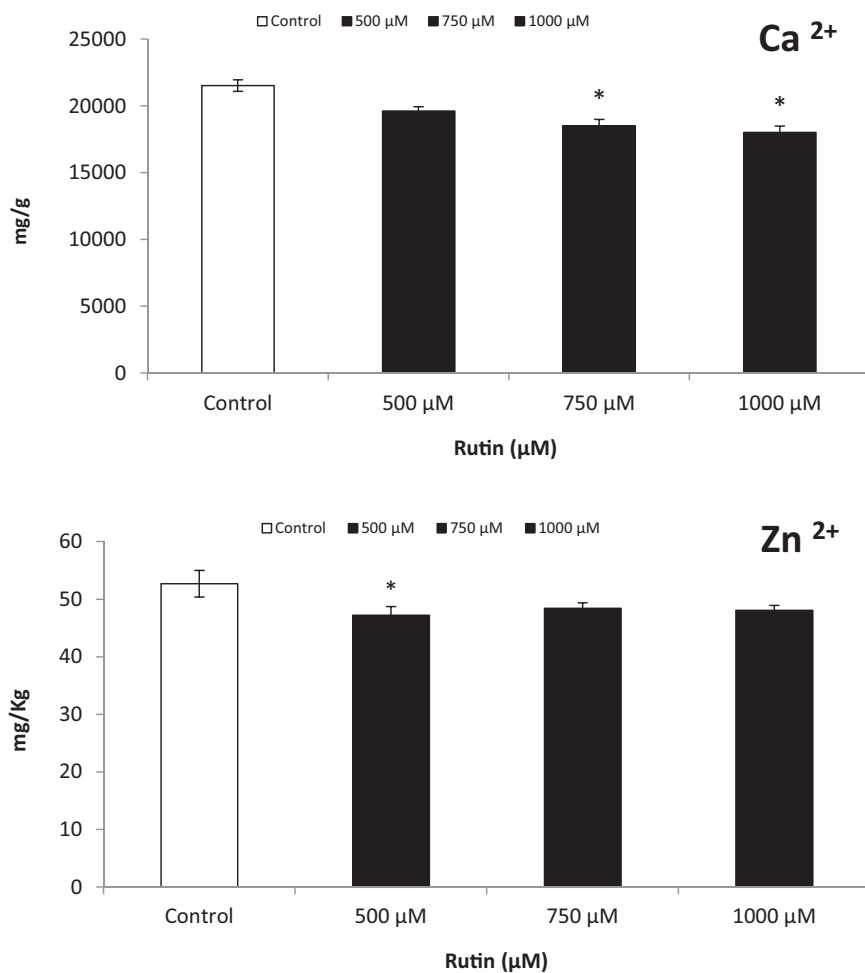 Control 500 µM 750 µM 1000 µM
Ca 2+
25000
20000
15000
10000
5000
0
mg/g
* *
Control 500 µM 750 µM 1000 µM
Rutin (µM)
Control 500 µM 750 µM 1000 µM
Zn 2+
60
50
40
30
20
10
0
mg/Kg
*
Control 500 µM 750 µM 1000 µM
Rutin (µM)